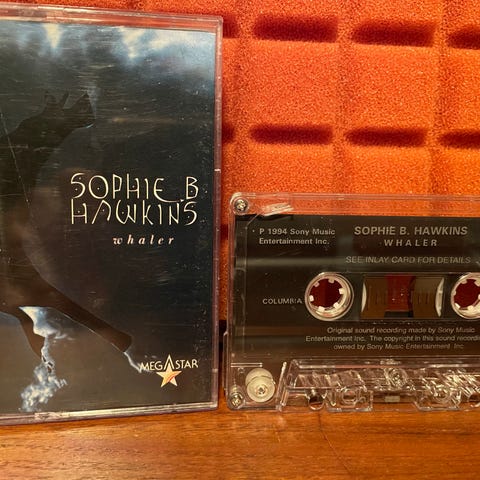 SOPHIE B
HAWKINS
whaler
MEGASTAR
P 1994 Sony Music
Entertainment Inc.
SOPHIE B. HAWKINS
WHALER
SEE INLAY CARD FOR DETAILS
COLUMBIA
Original sound recording made by Sony Music
Entertainment Inc. The copyright in this sound recording
owned by Sony Music Entertainment Inc.